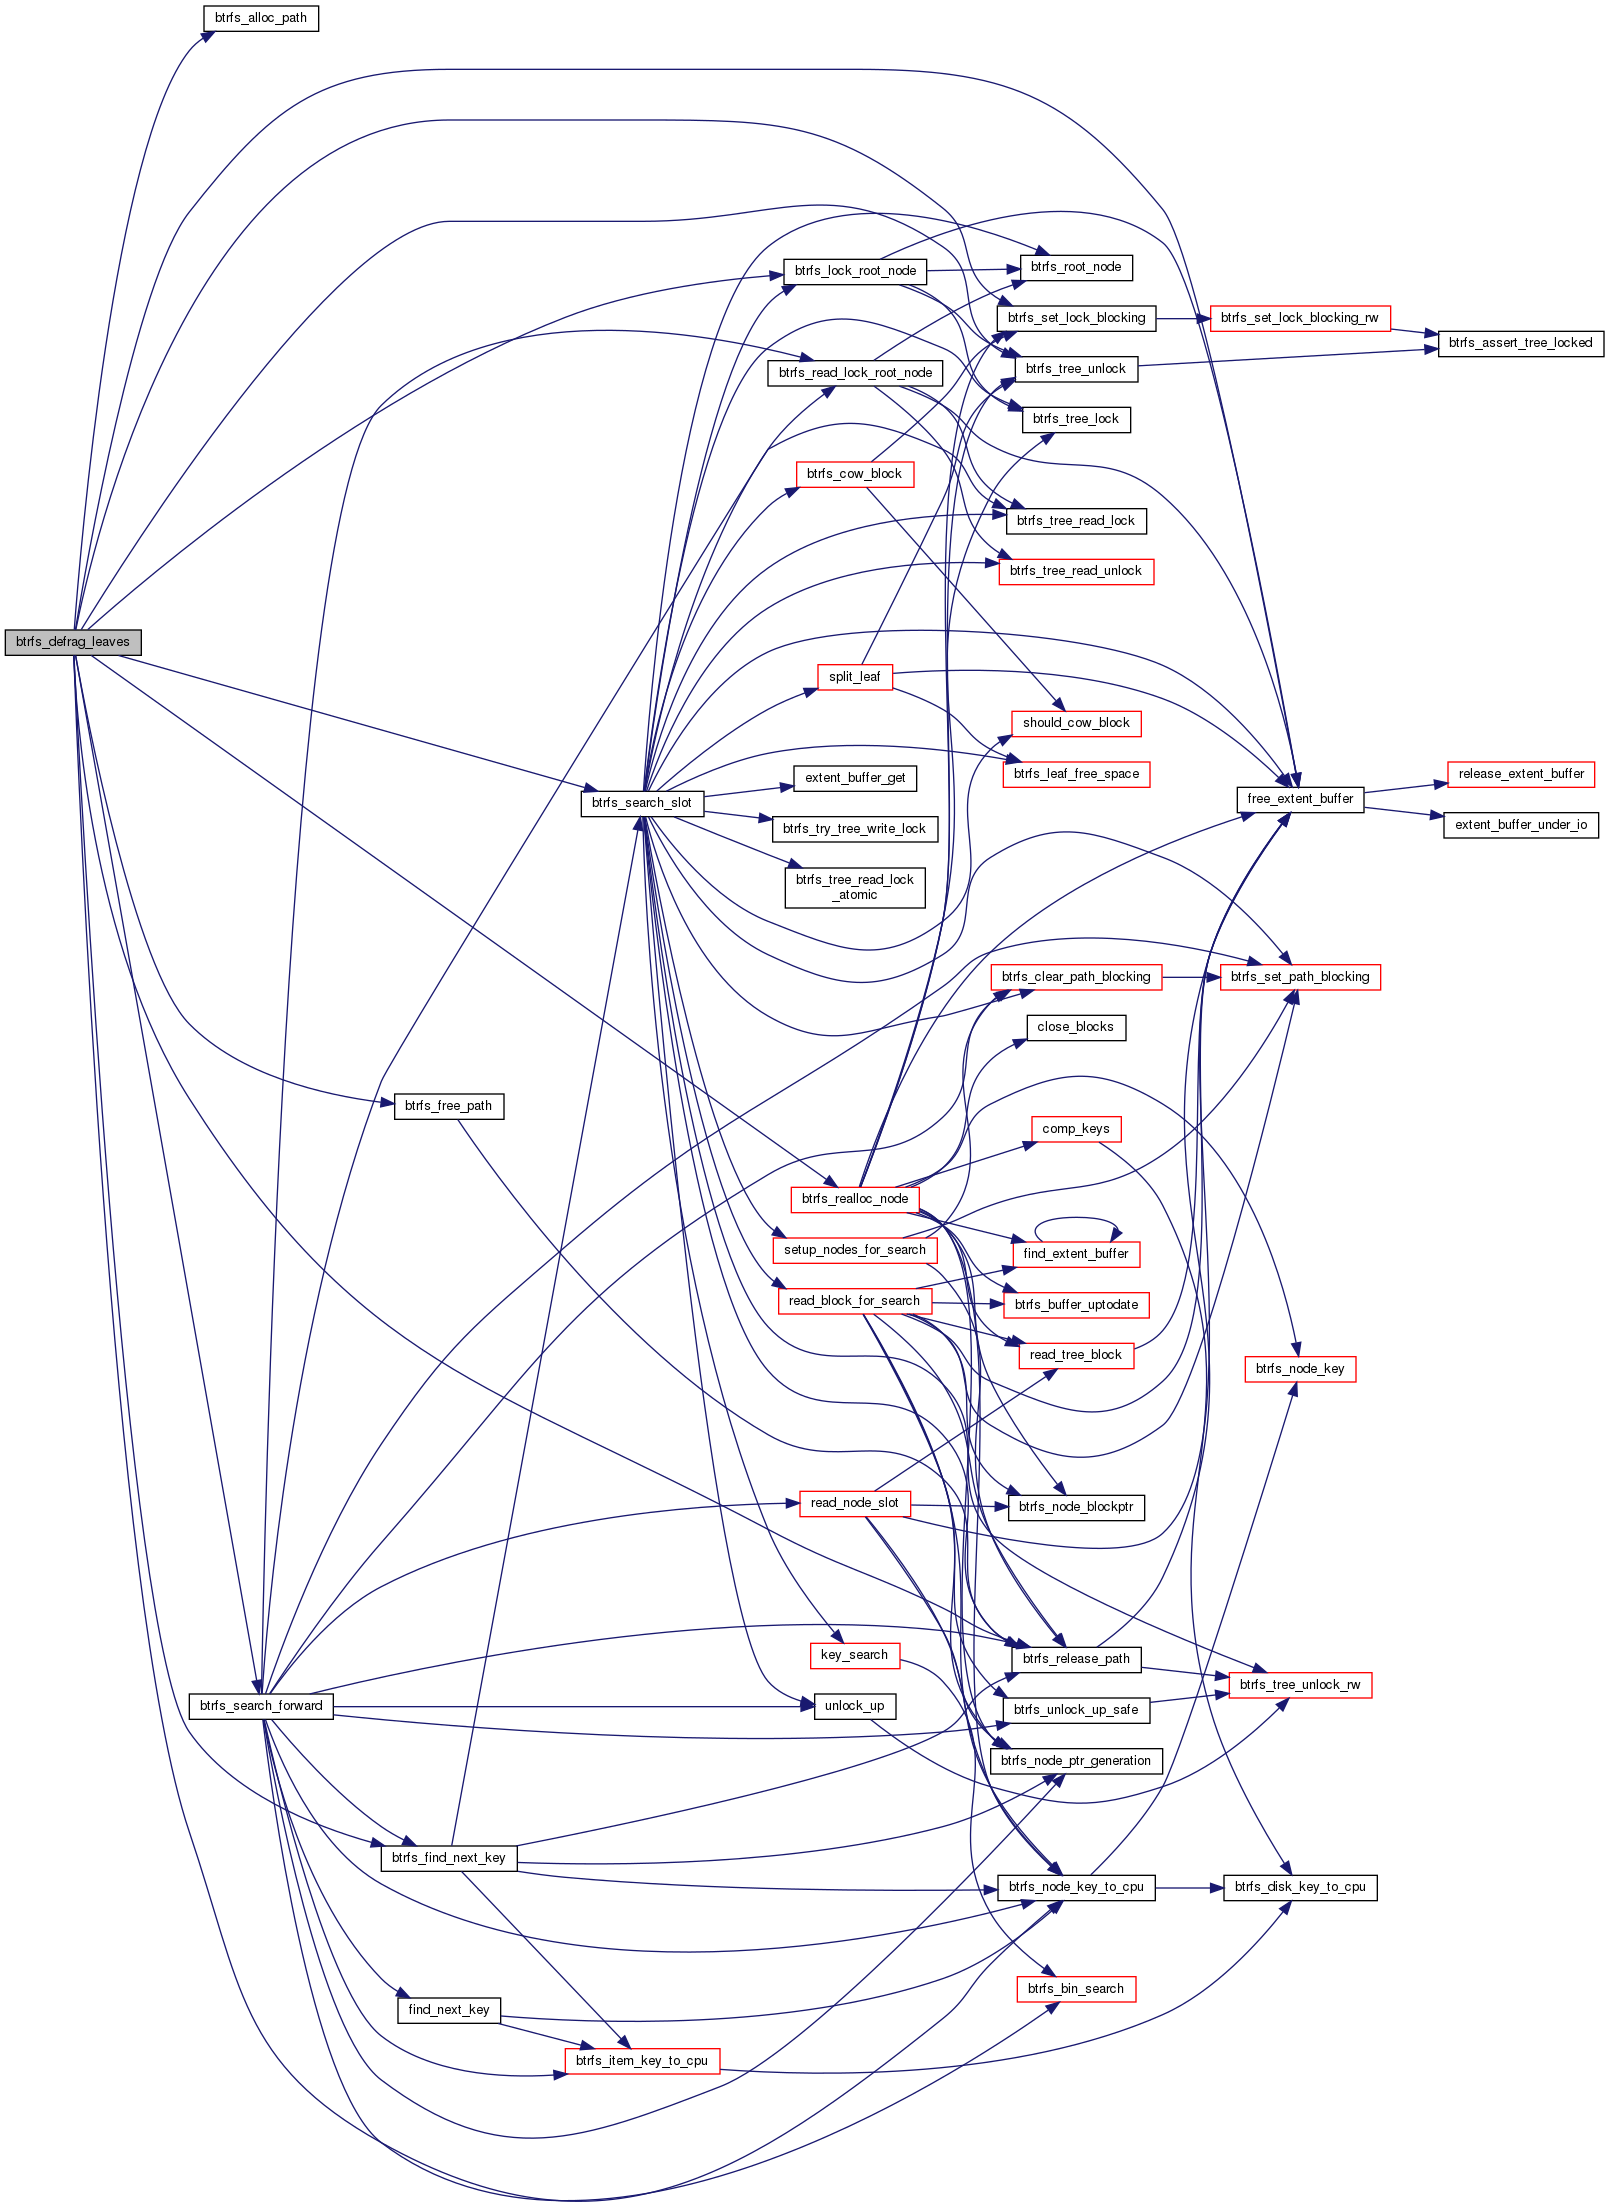 btrfs_alloc_path
btrfs_lock_root_node
btrfs_root_node
btrfs_set_lock_blocking
btrfs_set_lock_blocking_rw
btrfs_assert_tree_locked
btrfs_read_lock_root_node
btrfs_tree_unlock
btrfs_tree_lock
btrfs_cow_block
btrfs_tree_read_lock
btrfs_tree_read_unlock
btrfs_defrag_leaves
split_leaf
should_cow_block
btrfs_leaf_free_space
release_extent_buffer
extent_buffer_get
btrfs_search_slot
free_extent_buffer
btrfs_try_tree_write_lock
extent_buffer_under_io
btrfs_tree_read_lock
_atomic
btrfs_clear_path_blocking
btrfs_set_path_blocking
close_blocks
btrfs_free_path
comp_keys
btrfs_realloc_node
setup_nodes_for_search
find_extent_buffer
read_block_for_search
btrfs_buffer_uptodate
read_tree_block
btrfs_node_key
read_node_slot
btrfs_node_blockptr
key_search
btrfs_release_path
btrfs_tree_unlock_rw
btrfs_search_forward
unlock_up
btrfs_unlock_up_safe
btrfs_node_ptr_generation
btrfs_find_next_key
btrfs_node_key_to_cpu
btrfs_disk_key_to_cpu
btrfs_bin_search
find_next_key
btrfs_item_key_to_cpu